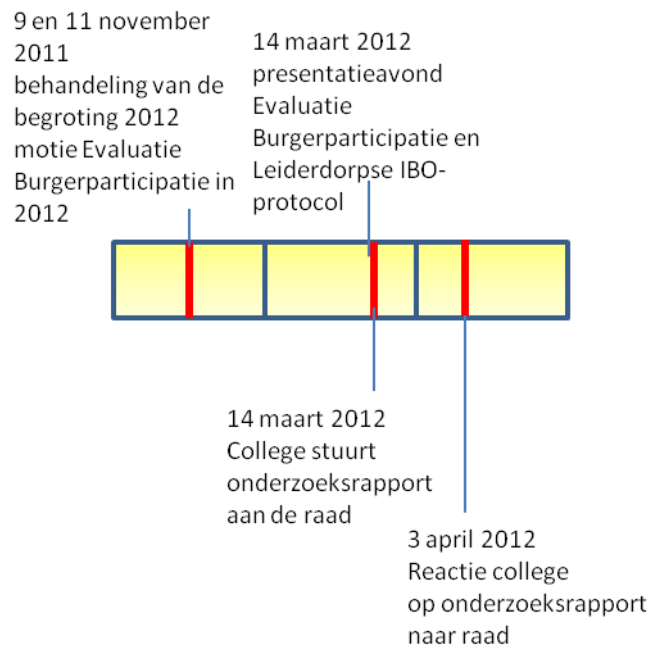 9 en 11 november
2011
behandeling van de
begroting 2012
motie Evaluatie
Burgerparticipatie in
2012
14 maart 2012
presentatieavond
Evaluatie
Burgerparticipatie en
Leiderdorpse IBO-
protocol
14 maart 2012
College stuurt
onderzoeksrapport
aan de raad
3 april 2012
Reactie college
op onderzoeksrapport
naar raad